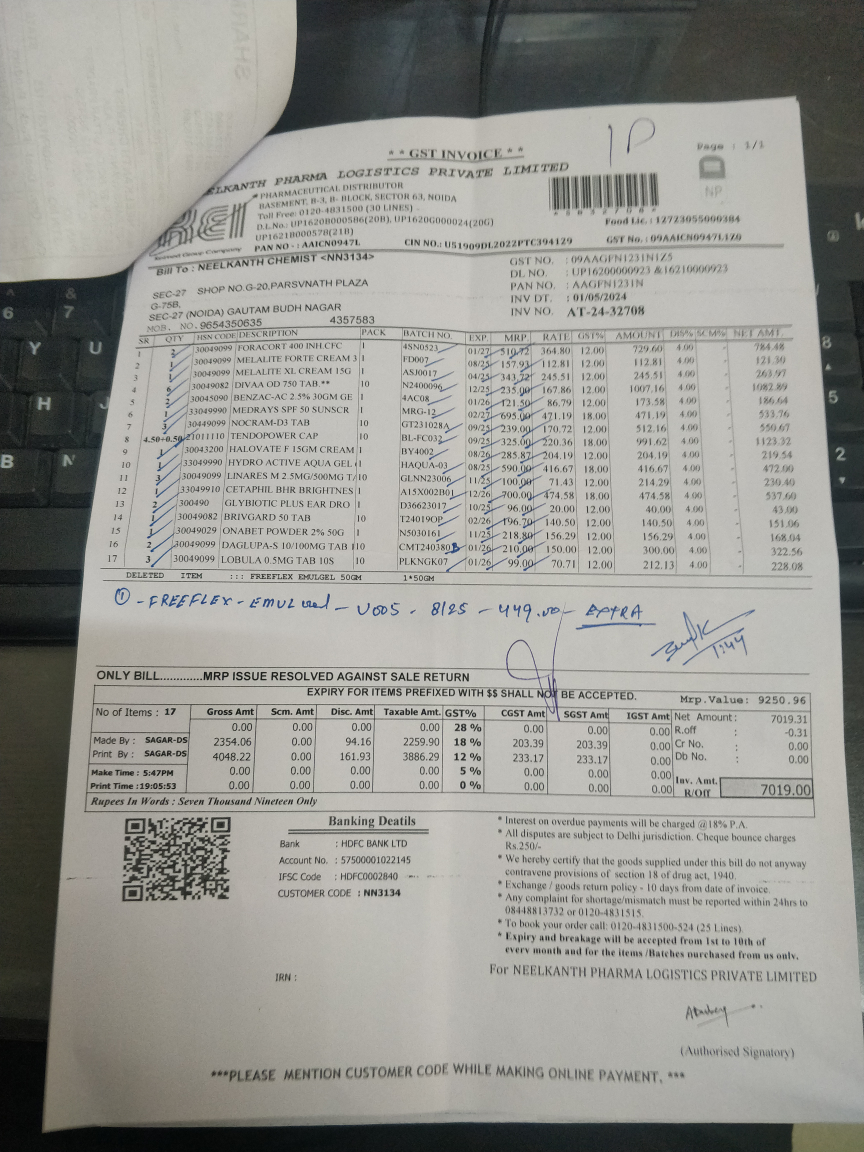 * * GST INVOICE * *
1P
Page : 1/1
NEELKANTH PHARMA LOGISTICS PRIVATE LIMITED
PHARMACEUTICAL DISTRIBUTOR
BASEMENT, B-3, B- BLOCK, SECTOR 63, NOIDA
Toll Free: 0120-4831500 (30 LINES)
D.L.No: UP1620B000586(20B), UP1620G000024(20G)
UP1621B000578(21B)
PAN NO - : AAICN0947L
CIN NO.: U51909DL2022PTC394129
NP
Food Lic. : 12723055000384
GST No. : 09AAICN0947L1Z0
Bill To : NEELKANTH CHEMIST <NN3134>
SEC-27 SHOP NO.G-20,PARSVNATH PLAZA
G-75B,
SEC-27 (NOIDA) GAUTAM BUDH NAGAR
MOB. NO. 9654350635 4357583
GST NO. : 09AAGFN1231N1Z5
DL NO. : UP16200000923 &16210000923
PAN NO. : AAGFN1231N
INV DT. : 01/05/2024
INV NO. AT-24-32708
SR QTY HSN CODE DESCRIPTION PACK BATCH NO. EXP. MRP. RATE GST% AMOUNT DIS% SCM% NET AMT.
1 2 30049099 FORACORT 400 INH.CFC 1 4SN0523 01/27 510.72 364.80 12.00 729.60 4.00 - 784.48
2 1 30049099 MELALITE FORTE CREAM 3 1 FD007 08/25 157.93 112.81 12.00 112.81 4.00 - 121.30
3 1 30049099 MELALITE XL CREAM 15G 1 ASJ0017 04/25 343.72 245.51 12.00 245.51 4.00 - 263.97
4 6 30049082 DIVAA OD 750 TAB.** 10 N2400096 12/25 235.00 167.86 12.00 1007.16 4.00 - 1082.89
5 2 30045090 BENZAC-AC 2.5% 30GM GE 1 4AC08 01/26 121.50 86.79 12.00 173.58 4.00 - 186.64
6 1 33049990 MEDRAYS SPF 50 SUNSCR 1 MRG-12 02/27 695.00 471.19 18.00 471.19 4.00 - 533.76
7 3 30449099 NOCRAM-D3 TAB 10 GT231028A 09/25 239.00 170.72 12.00 512.16 4.00 - 550.67
8 4.50+0.50 21011110 TENDOPOWER CAP 10 BL-FC032 09/25 325.00 220.36 18.00 991.62 4.00 - 1123.32
9 1 30043200 HALOVATE F 15GM CREAM 1 BY4002 08/26 285.87 204.19 12.00 204.19 4.00 - 219.54
10 1 33049990 HYDRO ACTIVE AQUA GEL 1 HAQUA-03 08/25 590.00 416.67 18.00 416.67 4.00 - 472.00
11 3 30049099 LINARES M 2.5MG/500MG T/ 10 GLNN23006 11/25 100.00 71.43 12.00 214.29 4.00 - 230.40
12 1 33049910 CETAPHIL BHR BRIGHTNES 1 A15X002B01 12/26 700.00 474.58 18.00 474.58 4.00 - 537.60
13 2 300490 GLYBIOTIC PLUS EAR DRO 1 D36623017 10/25 96.00 20.00 12.00 40.00 4.00 - 43.00
14 1 30049082 BRIVGARD 50 TAB 10 T24019OP 02/26 196.70 140.50 12.00 140.50 4.00 - 151.06
15 1 30049029 ONABET POWDER 2% 50G 1 N5030161 11/25 218.80 156.29 12.00 156.29 4.00 - 168.04
16 2 30049099 DAGLUPA-S 10/100MG TAB 1 10 CMT24038 01/26 210.00 150.00 12.00 300.00 4.00 - 322.56
17 3 30049099 LOBULA 0.5MG TAB 10S 10 PLKNGK07 01/26 99.00 70.71 12.00 212.13 4.00 - 228.08
DELETED ITEM ::: FREEFLEX EMULGEL 50GM 1*50GM
① - FREEFLEX - EMUL - U005 - 8/25 - 449.00 - EXTRA
1:44
ONLY BILL.............MRP ISSUE RESOLVED AGAINST SALE RETURN
EXPIRY FOR ITEMS PREFIXED WITH $$ SHALL NOT BE ACCEPTED.
Mrp.Value: 9250.96
No of Items : 17 Gross Amt Scm. Amt Disc. Amt Taxable Amt. GST% CGST Amt SGST Amt IGST Amt
0.00 0.00 0.00 0.00 28 % 0.00 0.00 0.00
Made By : SAGAR-DS 2354.06 0.00 94.16 2259.90 18 % 203.39 203.39 0.00
Print By : SAGAR-DS 4048.22 0.00 161.93 3886.29 12 % 233.17 233.17 0.00
Make Time : 5:47PM 0.00 0.00 0.00 0.00 5 % 0.00 0.00 0.00
Print Time :19:05:53 0.00 0.00 0.00 0.00 0 % 0.00 0.00 0.00
Net Amount : 7019.31
R.off : -0.31
Cr No. : 0.00
Db No. : 0.00
Inv. Amt. R/Off 7019.00
Rupees In Words : Seven Thousand Nineteen Only
Banking Deatils
Bank : HDFC BANK LTD
Account No. : 57500001022145
IFSC Code : HDFC0002840
CUSTOMER CODE : NN3134
* Interest on overdue payments will be charged @18% P.A.
* All disputes are subject to Delhi jurisdiction. Cheque bounce charges
Rs.250/-
* We hereby certify that the goods supplied under this bill do not anyway
contravene provisions of section 18 of drug act, 1940.
* Exchange / goods return policy - 10 days from date of invoice.
* Any complaint for shortage/mismatch must be reported within 24hrs to
08448813732 or 0120-4831515.
* To book your order call: 0120-4831500-524 (25 Lines)
* Expiry and breakage will be accepted from 1st to 10th of
every month and for the items /Batches purchased from us only.
For NEELKANTH PHARMA LOGISTICS PRIVATE LIMITED
IRN :
(Authorised Signatory)
***PLEASE MENTION CUSTOMER CODE WHILE MAKING ONLINE PAYMENT. ***